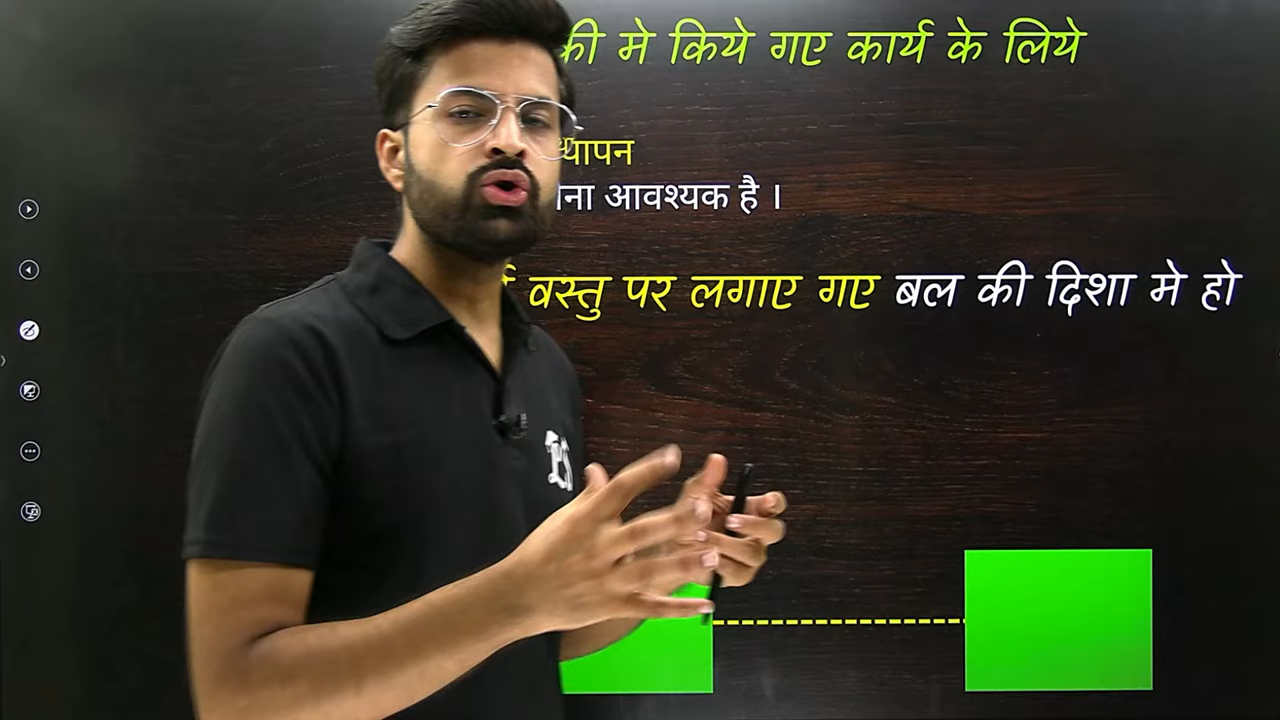 की मे किये गए कार्य के लिये
थापन
ना आवश्यक है ।
वस्तु पर लगाए गए बल की दिशा मे हो